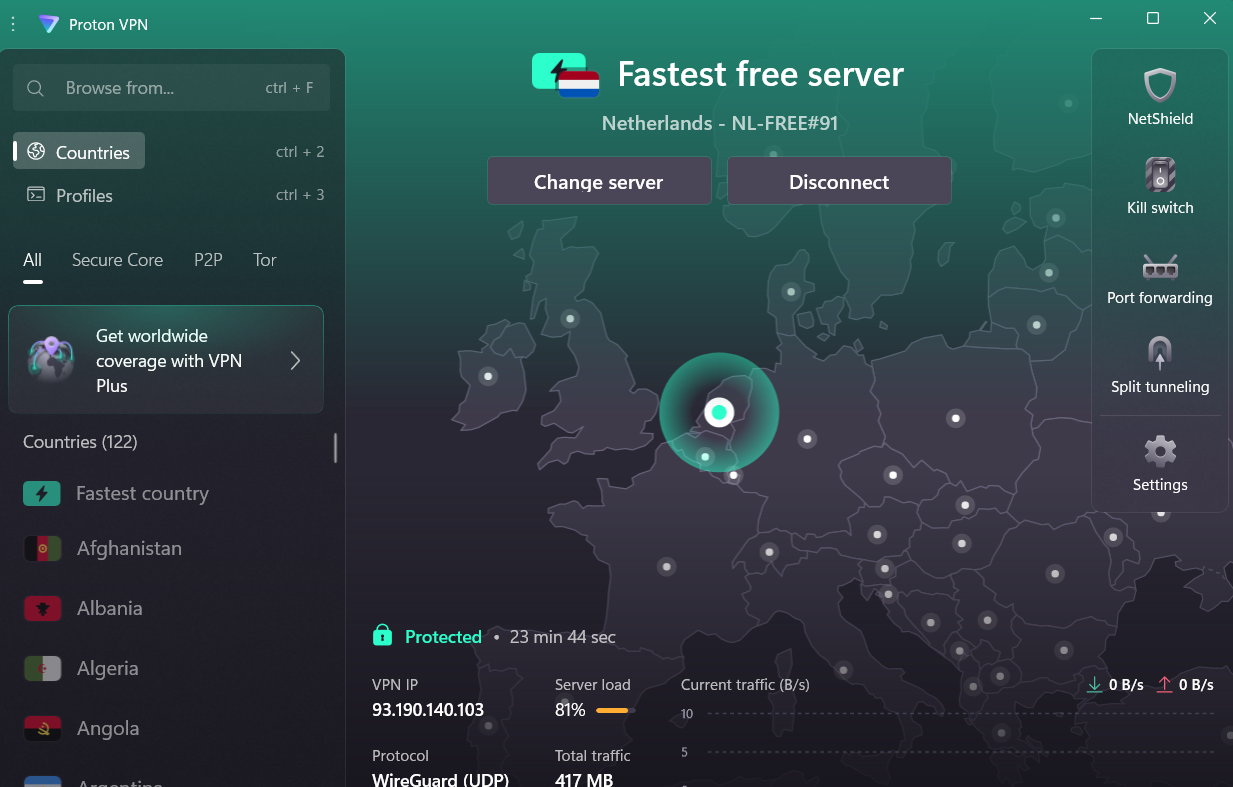 Proton VPN
Browse from...
ctrl + F
Countries
ctrl + 2
Profiles
ctrl + 3
All
Secure Core
P2P
Tor
Get worldwide
coverage with VPN
Plus
Countries (122)
Fastest country
Afghanistan
Albania
Algeria
Angola
Argentina
Fastest free server
Netherlands - NL-FREE#91
Change server
Disconnect
Protected • 23 min 44 sec
VPN IP
93.190.140.103
Server load
81%
Protocol
WireGuard (UDP)
Total traffic
417 MB
Current traffic (B/s)
0 B/s
0 B/s
10
5
NetShield
Kill switch
Port forwarding
Split tunneling
Settings